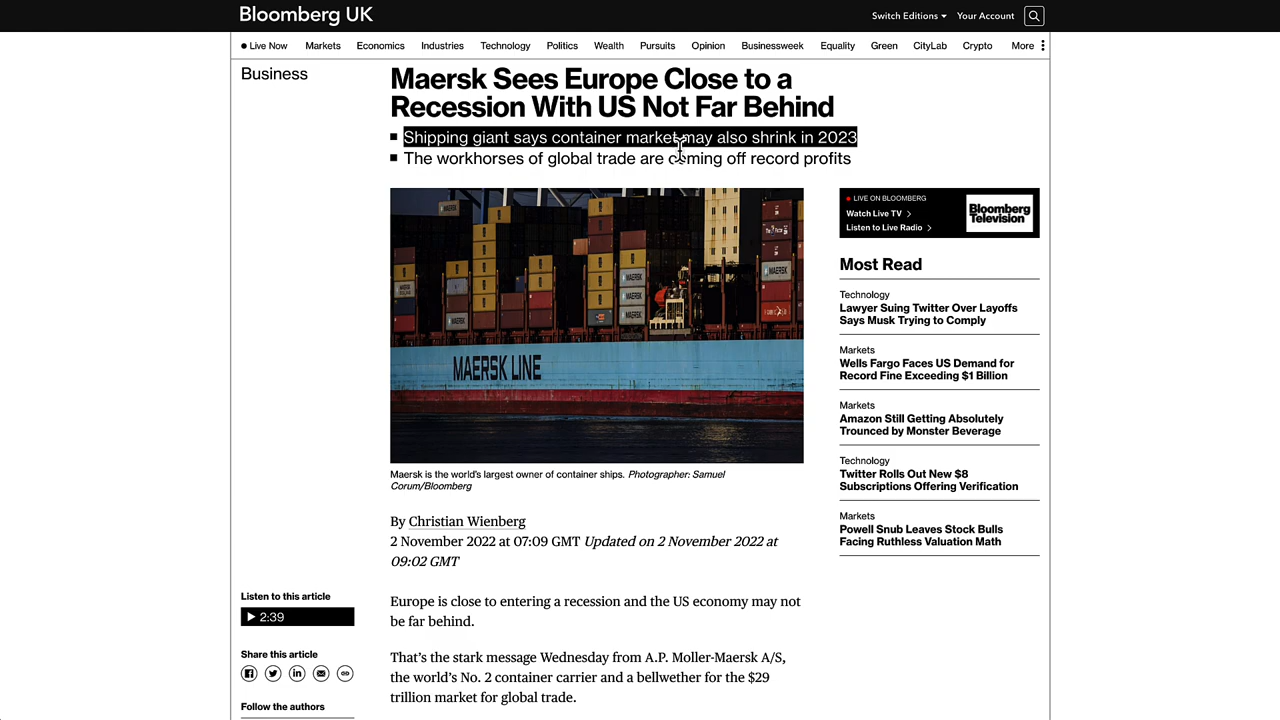 Bloomberg UK
Switch Editions
Your Account
Live Now
Markets
Economics
Industries
Technology
Politics
Wealth
Pursuits
Opinion
Businessweek
Equality
Green
CityLab
Crypto
More
Business
Maersk Sees Europe Close to a
Recession With US Not Far Behind
Shipping giant says container market may also shrink in 2023
The workhorses of global trade are coming off record profits
MAERSK LINE
Maersk is the world's largest owner of container ships. Photographer: Samuel
Corum/Bloomberg
By Christian Wienberg
2 November 2022 at 07:09 GMT Updated on 2 November 2022 at
09:02 GMT
Listen to this article
2:39
Share this article
Follow the authors
Europe is close to entering a recession and the US economy may not
be far behind.
That's the stark message Wednesday from A.P. Moller-Maersk A/S,
the world's No. 2 container carrier and a bellwether for the $29
trillion market for global trade.
LIVE ON BLOOMBERG
Watch Live TV
Listen to Live Radio
Bloomberg
Television
Most Read
Technology
Lawyer Suing Twitter Over Layoffs
Says Musk Trying to Comply
Markets
Wells Fargo Faces US Demand for
Record Fine Exceeding $1 Billion
Markets
Amazon Still Getting Absolutely
Trounced by Monster Beverage
Technology
Twitter Rolls Out New $8
Subscriptions Offering Verification
Markets
Powell Snub Leaves Stock Bulls
Facing Ruthless Valuation Math